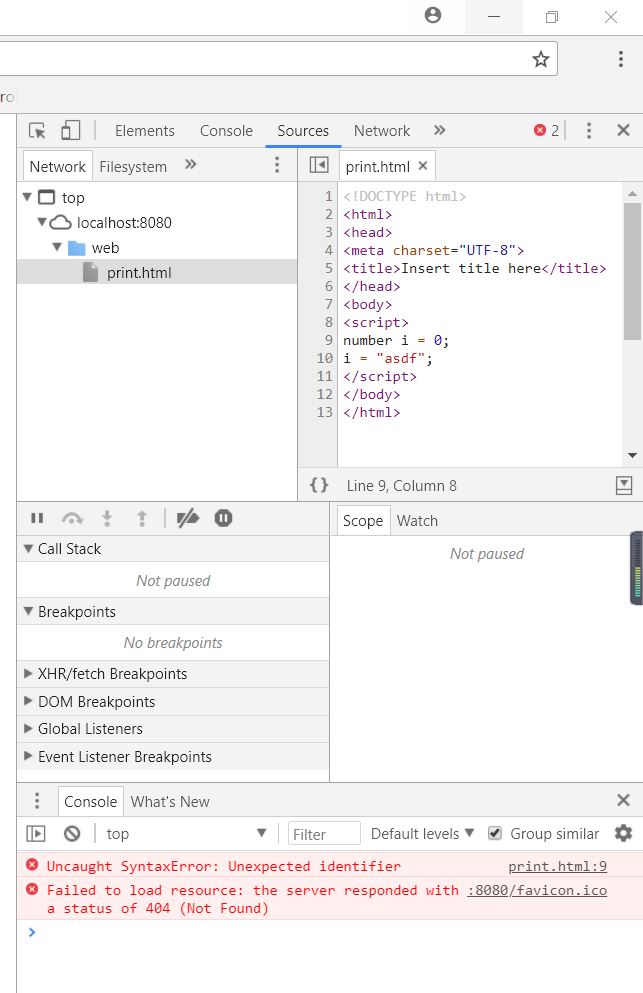 Elements Console Sources Network » 2
Network Filesystem »
print.html ×
top
localhost:8080
web
print.html
1 <!DOCTYPE html>
2 <html>
3 <head>
4 <meta charset="UTF-8">
5 <title>Insert title here</title>
6 </head>
7 <body>
8 <script>
9 number i = 0;
10 i = "asdf";
11 </script>
12 </body>
13 </html>
{} Line 9, Column 8
Call Stack
Not paused
Breakpoints
No breakpoints
XHR/fetch Breakpoints
DOM Breakpoints
Global Listeners
Event Listener Breakpoints
Scope Watch
Not paused
Console What's New
top Filter Default levels Group similar
Uncaught SyntaxError: Unexpected identifier print.html:9
Failed to load resource: the server responded with :8080/favicon.ico
a status of 404 (Not Found)